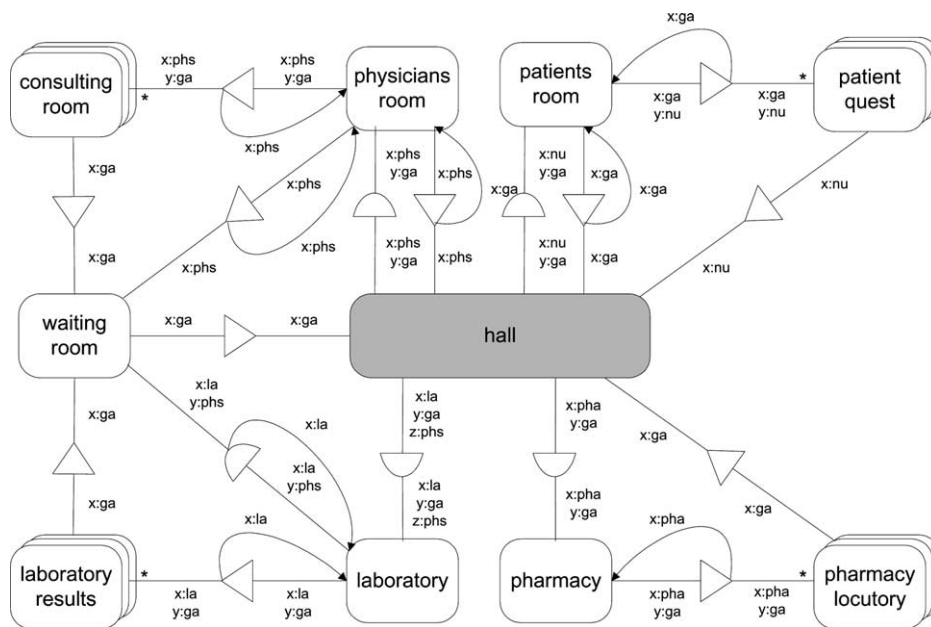 consulting
room
*
x:phs
y:ga
x:phs
y:ga
x:phs
physicians
room
patients
room
x:ga
x:ga
y:nu
*
x:ga
y:nu
patient
quest
x:ga
x:phs
x:phs
x:phs
y:ga
x:phs
x:ga
x:nu
y:ga
x:ga
x:ga
x:nu
x:ga
x:phs
x:phs
y:ga
x:phs
x:nu
y:ga
x:ga
x:nu
waiting
room
x:ga
x:ga
hall
x:ga
x:la
y:phs
x:la
x:la
y:phs
x:la
y:ga
z:phs
x:pha
y:ga
x:ga
x:ga
x:la
y:ga
z:phs
x:pha
y:ga
x:ga
laboratory
results
*
x:la
x:la
y:ga
x:la
y:ga
laboratory
pharmacy
x:pha
x:pha
y:ga
*
x:pha
y:ga
pharmacy
locutory